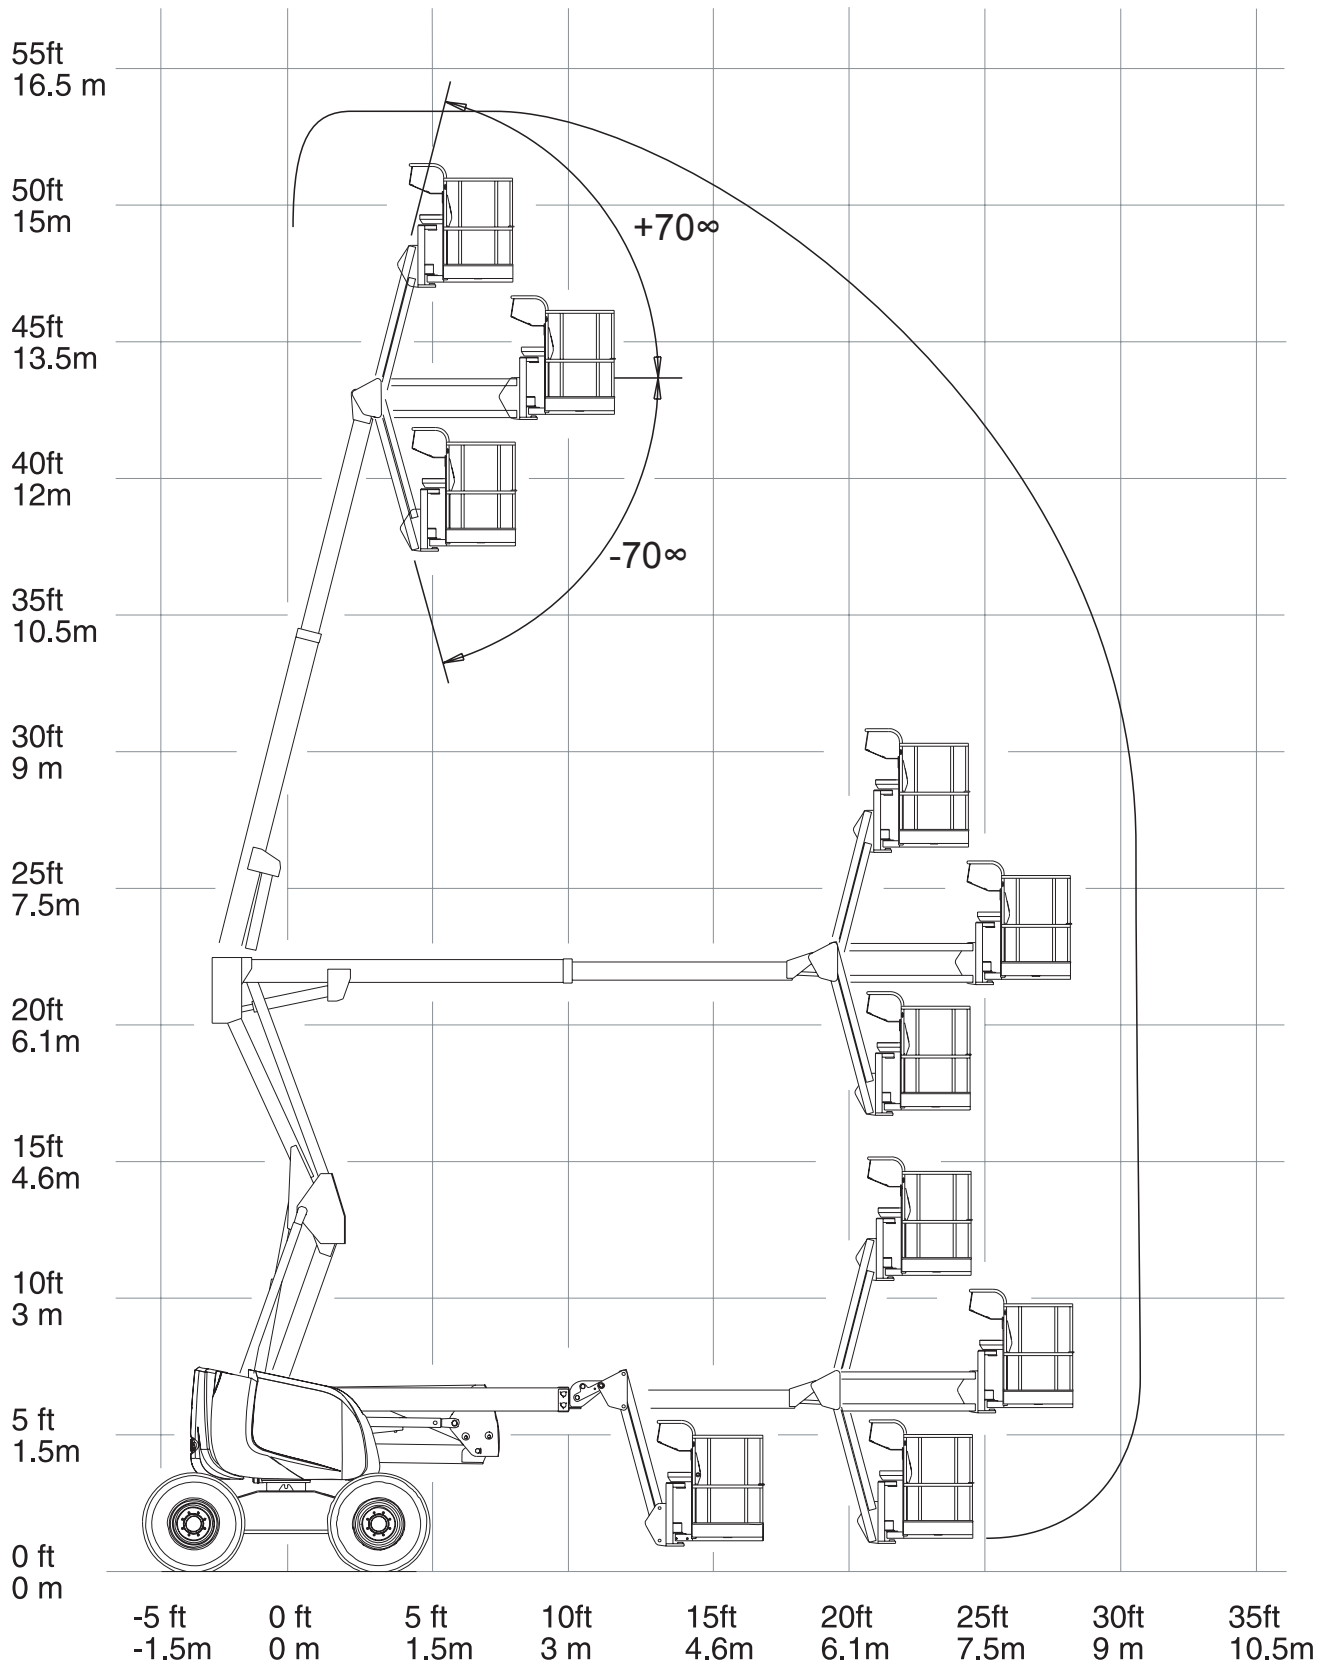 55ft
16.5 m
50ft
15m
+70∞
45ft
13.5m
40ft
12m
-70∞
35ft
10.5m
30ft
9 m
25ft
7.5m
20ft
6.1m
15ft
4.6m
10ft
3 m
5 ft
1.5m
0 ft
0 m
-5 ft 0 ft 5 ft 10ft 15ft 20ft 25ft 30ft 35ft
-1.5m 0 m 1.5m 3 m 4.6m 6.1m 7.5m 9 m 10.5m